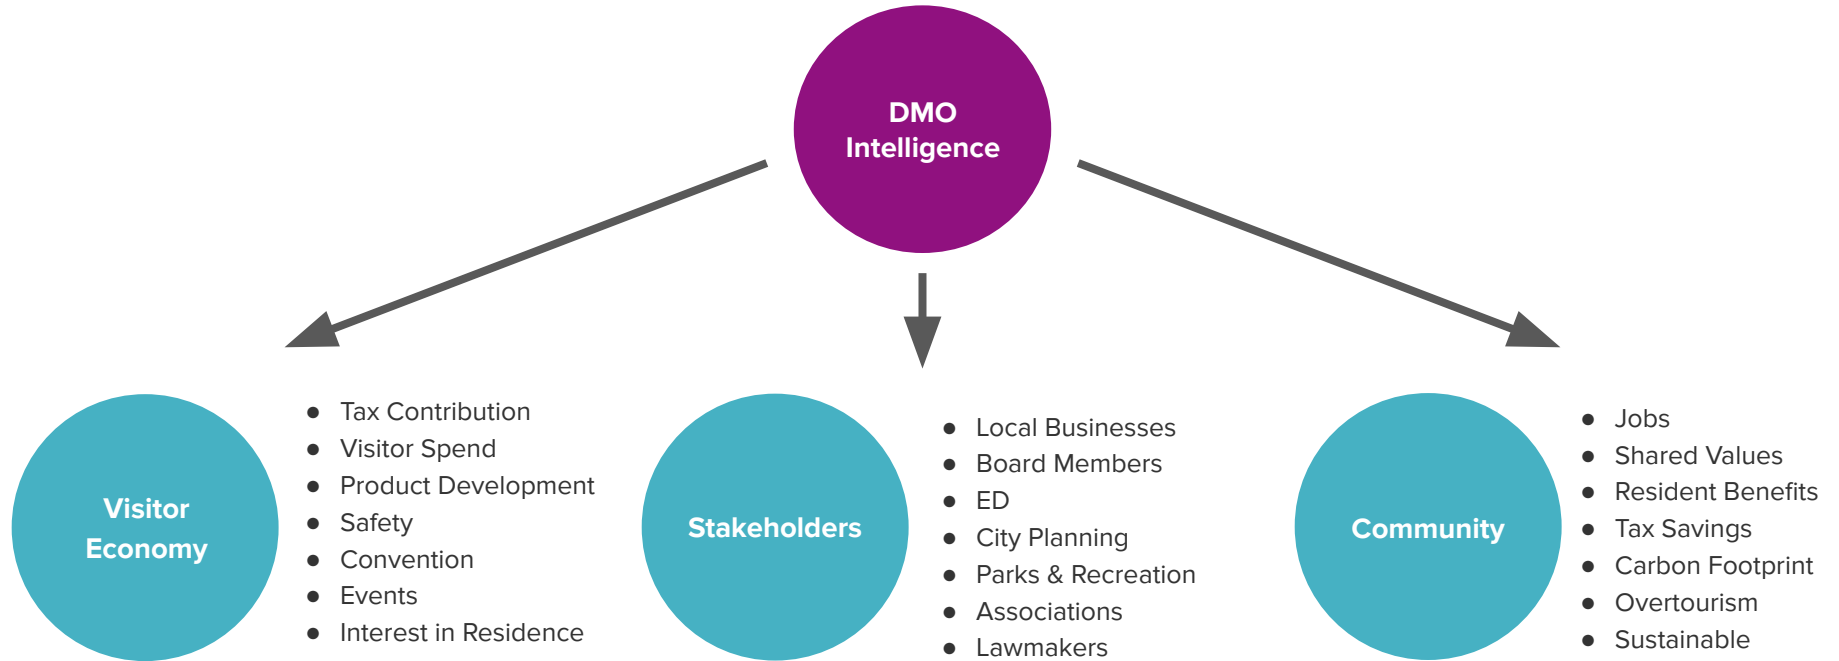 DMO
Intelligence
Visitor
Economy
● Tax Contribution
● Visitor Spend
● Product Development
● Safety
● Convention
● Events
● Interest in Residence
Stakeholders
● Local Businesses
● Board Members
● ED
● City Planning
● Parks & Recreation
● Associations
● Lawmakers
Community
● Jobs
● Shared Values
● Resident Benefits
● Tax Savings
● Carbon Footprint
● Overtourism
● Sustainable